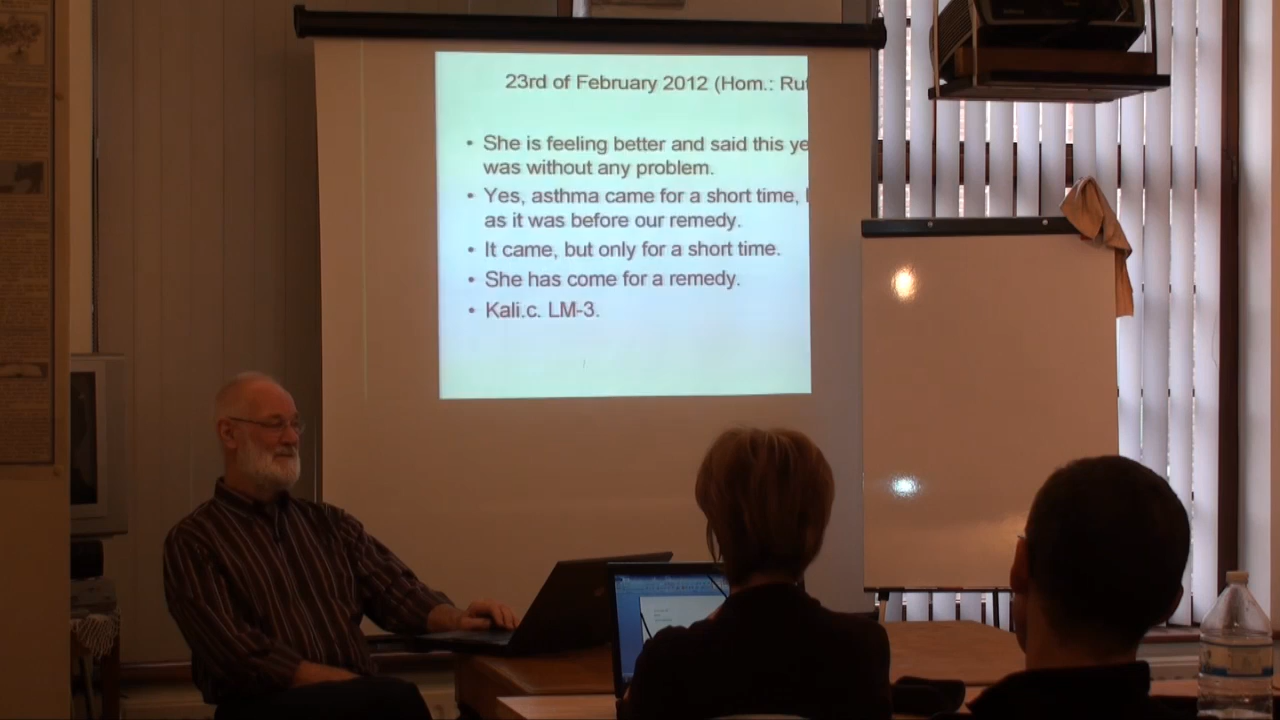 23rd of February 2012 (Hom.:
• She is feeling better and said this
was without any problem.
• Yes, asthma came for a short time,
as it was before our remedy.
• It came, but only for a short time.
• She has come for a remedy.
• Kali.c. LM-3.